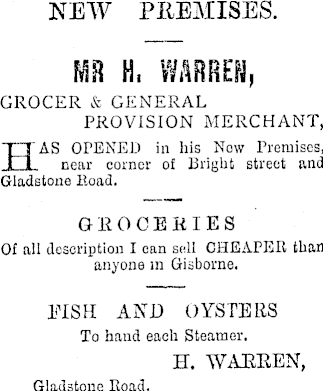 NEW PREMISES.
MR H. WARREN,
GROCER & GENERAL
PROVISION MERCHANT,
HAS OPENED in his New Premises,
near corner of Bright street and
Gladstone Road.
GROCERIES
Of all description I can sell CHEAPER than
anyone in Gisborne.
FISH AND OYSTERS
To hand each Steamer.
H. WARREN,
Gladstone Road.